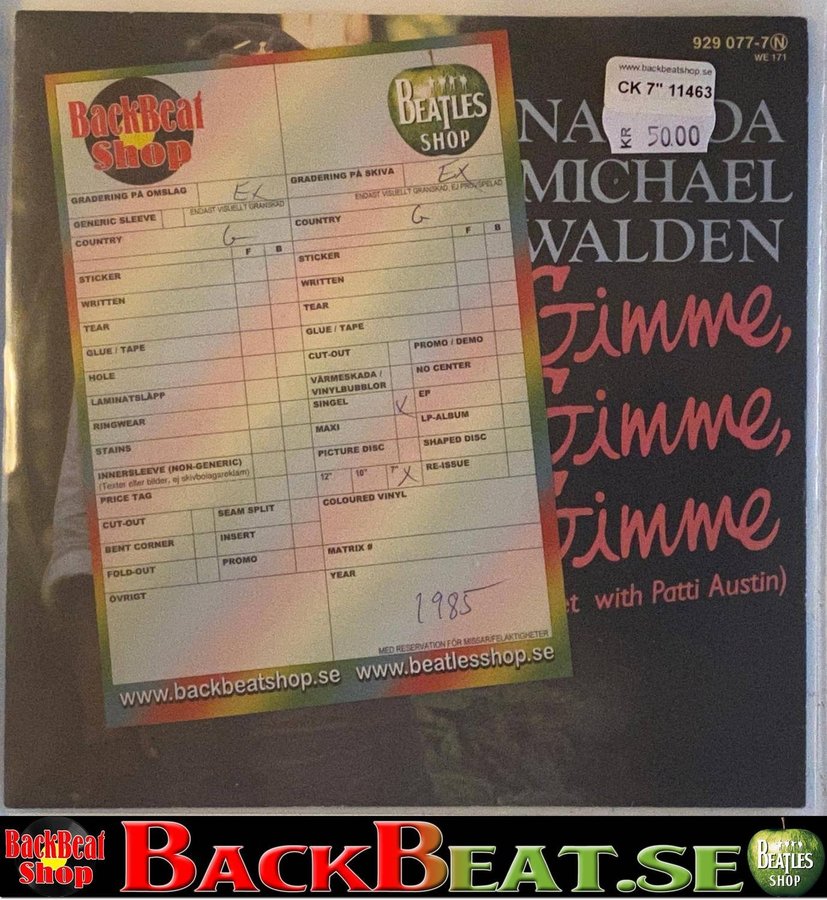 929 077-7 N
WE 171
www.backbeatshop.se
CK 7" 11463
KR 50.00
NA DA
MICHAEL
WALDEN
Gimme,
Gimme,
Gimme
et with Patti Austin)
BackBeat
Shop
BEATLES
SHOP
GRADERING PÅ OMSLAG Ex
ENDAST VISUELLT GRANSKAD
GENERIC SLEEVE
COUNTRY G
F B
STICKER
WRITTEN
TEAR
GLUE / TAPE
HOLE
LAMINATSLÄPP
RINGWEAR
STAINS
INNERSLEEVE (NON-GENERIC)
(Texter eller bilder, ej skivbolagsreklam)
PRICE TAG
CUT-OUT SEAM SPLIT
BENT CORNER INSERT
FOLD-OUT PROMO
ÖVRIGT
GRADERING PÅ SKIVA Ex
ENDAST VISUELLT GRANSKAD, EJ PROVSPELAD
COUNTRY G
F B
STICKER
WRITTEN
TEAR
GLUE / TAPE
CUT-OUT PROMO / DEMO
VÄRMESKADA /
VINYLBUBBLOR NO CENTER
SINGEL X EP
MAXI LP-ALBUM
PICTURE DISC SHAPED DISC
12" 10" 7" X RE-ISSUE
COLOURED VINYL
MATRIX #
YEAR
1985
MED RESERVATION FÖR MISSAR/FELAKTIGHETER
www.backbeatshop.se www.beatlesshop.se
BackBeat
Shop
BACKBEAT.SE
BEATLES
SHOP